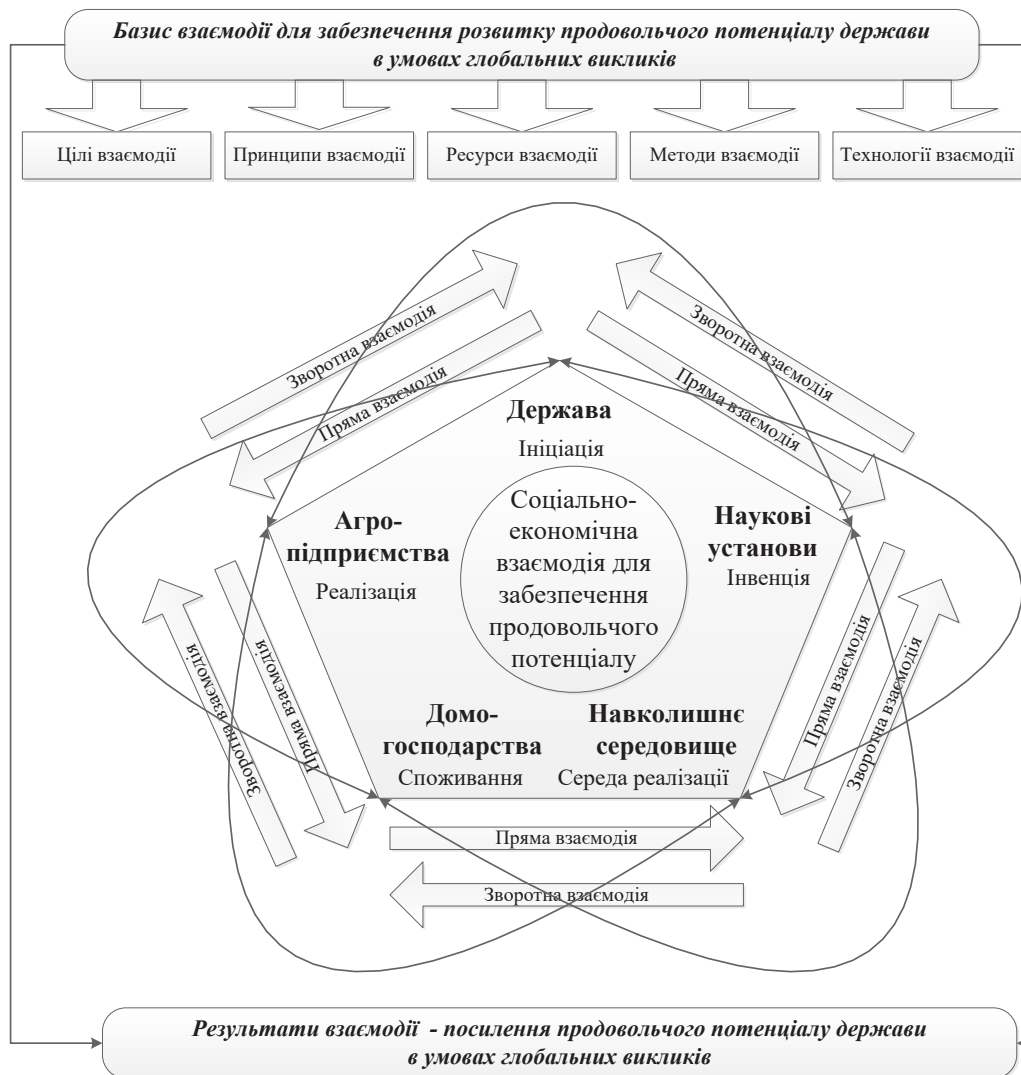 Базис взаємодії для забезпечення розвитку продовольчого потенціалу держави
в умовах глобальних викликів
Цілі взаємодії
Принципи взаємодії
Ресурси взаємодії
Методи взаємодії
Технології взаємодії
Зворотна взаємодія
Пряма взаємодія
Зворотна взаємодія
Пряма взаємодія
Держава
Ініціація
Соціально-
економічна
взаємодія для
забезпечення
продовольчого
потенціалу
Агро-
підприємства
Реалізація
Наукові
установи
Інвенція
Зворотна взаємодія
Пряма взаємодія
Пряма взаємодія
Зворотна взаємодія
Домо-
господарства
Споживання
Навколишнє
середовище
Середа реалізації
Пряма взаємодія
Зворотна взаємодія
Результати взаємодії - посилення продовольчого потенціалу держави
в умовах глобальних викликів